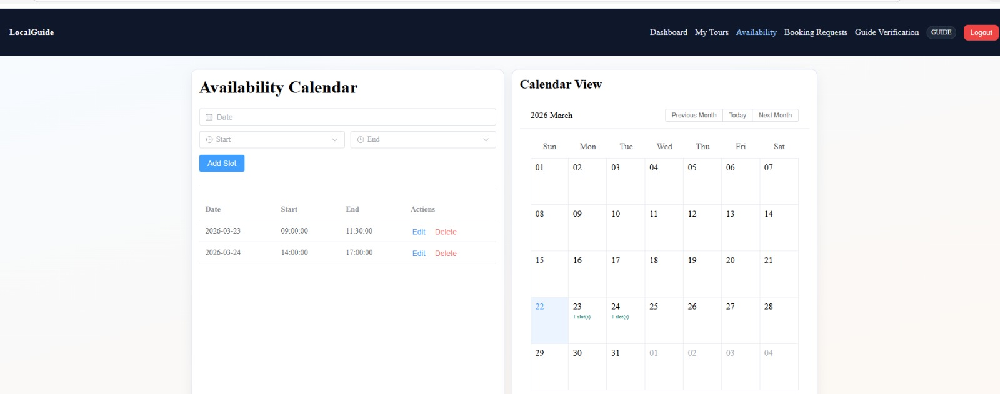 LocalGuide
Dashboard My Tours Availability Booking Requests Guide Verification GUIDE Logout
Availability Calendar
Date
Start End
Add Slot
Date Start End Actions
2026-03-23 09:00:00 11:30:00 Edit Delete
2026-03-24 14:00:00 17:00:00 Edit Delete
Calendar View
2026 March Previous Month Today Next Month
Sun Mon Tue Wed Thu Fri Sat
01 02 03 04 05 06 07
08 09 10 11 12 13 14
15 16 17 18 19 20 21
22 23 24 25 26 27 28
1 slot(s) 1 slot(s)
29 30 31 01 02 03 04